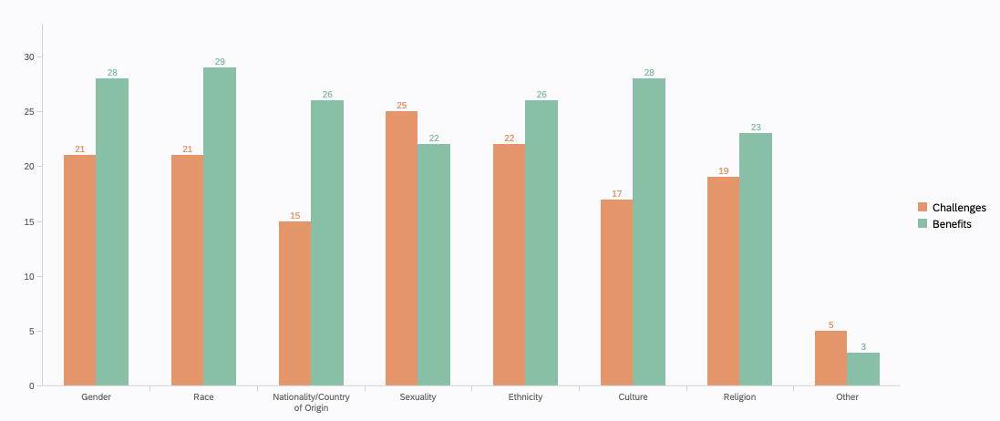 30
25
20
15
10
5
0
21
28
21
29
15
26
25
22
22
26
17
28
19
23
5
3
Gender
Race
Nationality/Country
of Origin
Sexuality
Ethnicity
Culture
Religion
Other
Challenges
Benefits